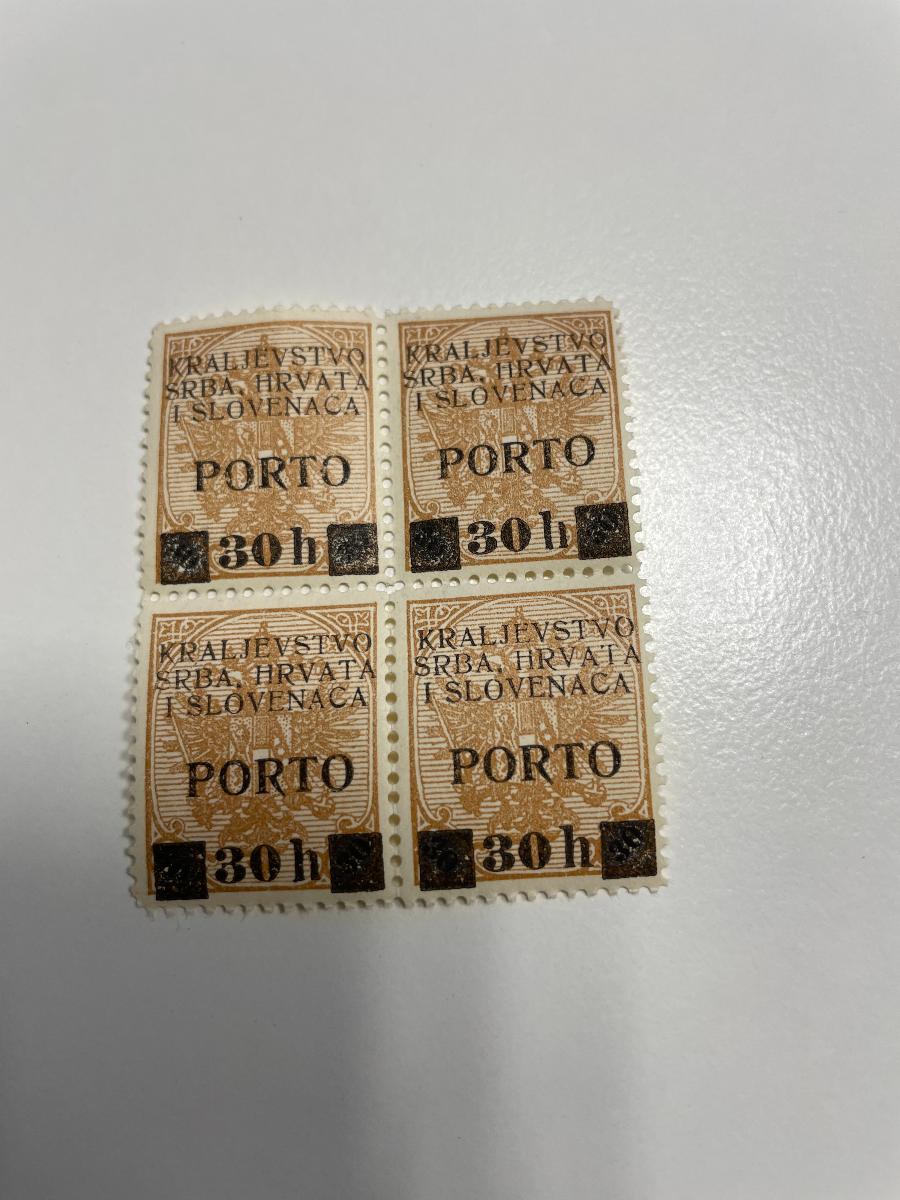 KRALJEVSTVO
SRBA, HRVATA
I SLOVENACA
PORTO
30 h
KRALJEVSTVO
SRBA, HRVATA
I SLOVENACA
PORTO
30 h
KRALJEVSTVO
SRBA, HRVATA
I SLOVENACA
PORTO
30 h
KRALJEVSTVO
SRBA, HRVATA
I SLOVENACA
PORTO
30 h